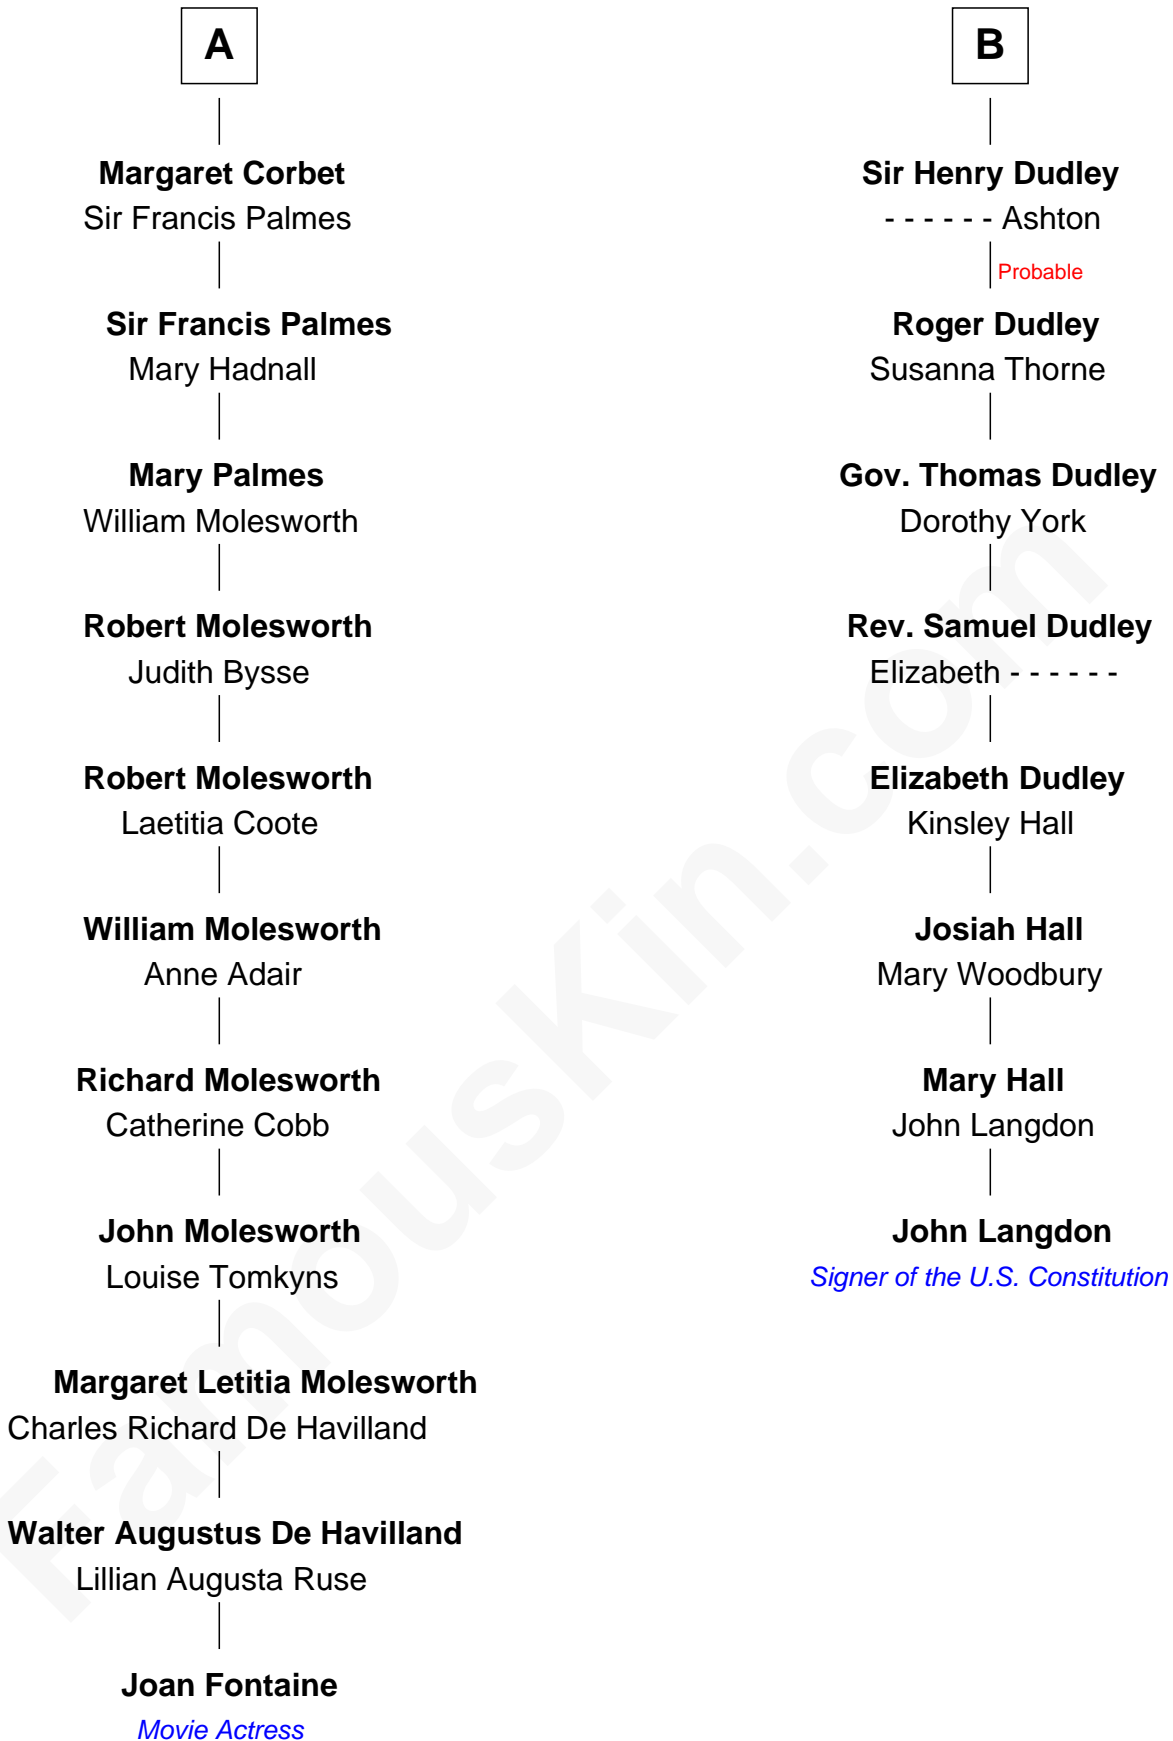 A
Margaret Corbet
Sir Francis Palmes
Sir Francis Palmes
Mary Hadnall
Mary Palmes
William Molesworth
Robert Molesworth
Judith Bysse
Robert Molesworth
Laetitia Coote
William Molesworth
Anne Adair
Richard Molesworth
Catherine Cobb
John Molesworth
Louise Tomkyns
Margaret Letitia Molesworth
Charles Richard De Havilland
Walter Augustus De Havilland
Lillian Augusta Ruse
Joan Fontaine
Movie Actress
B
Sir Henry Dudley
- - - - - - Ashton
Probable
Roger Dudley
Susanna Thorne
Gov. Thomas Dudley
Dorothy York
Rev. Samuel Dudley
Elizabeth - - - - - -
Elizabeth Dudley
Kinsley Hall
Josiah Hall
Mary Woodbury
Mary Hall
John Langdon
John Langdon
Signer of the U.S. Constitution
FamousKin.com